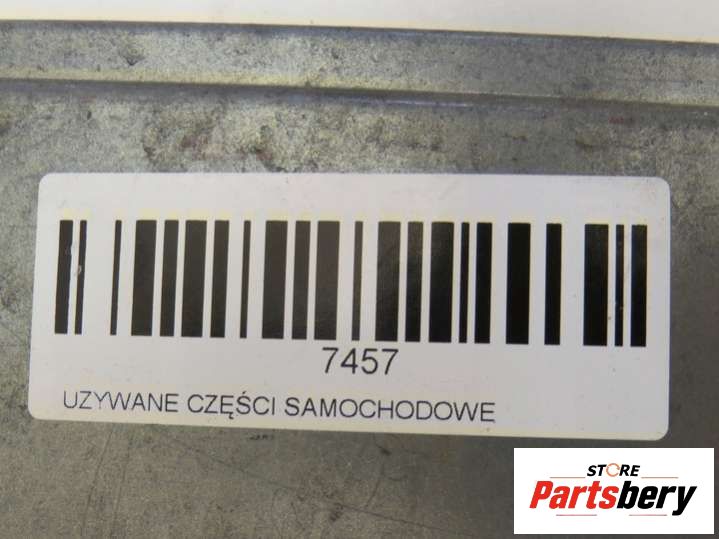 7457
UZYWANE CZĘŚCI SAMOCHODOWE
STORE
Partsbery